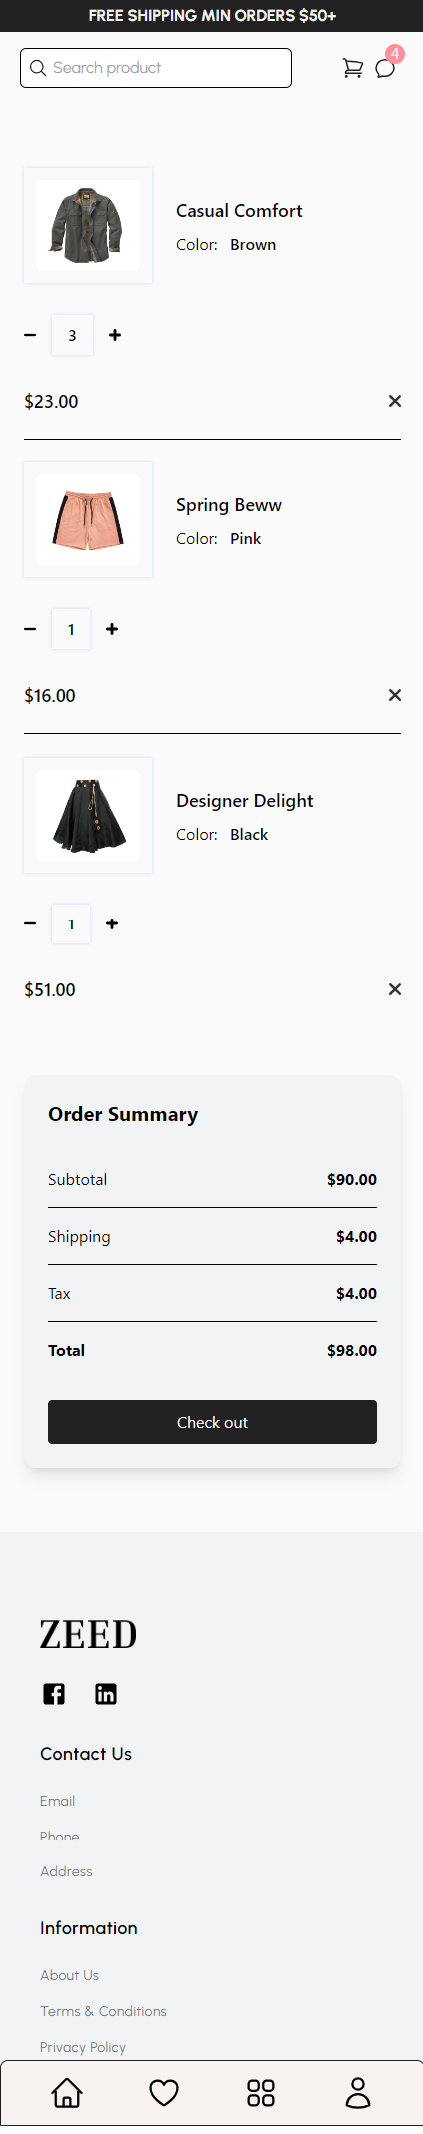 FREE SHIPPING MIN ORDERS $50+
Search product
4
Casual Comfort
Color: Brown
3
$23.00
Spring Beww
Color: Pink
1
$16.00
Designer Delight
Color: Black
1
$51.00
Order Summary
Subtotal $90.00
Shipping $4.00
Tax $4.00
Total $98.00
Check out
ZEED
Contact Us
Email
Phone
Address
Information
About Us
Terms & Conditions
Privacy Policy